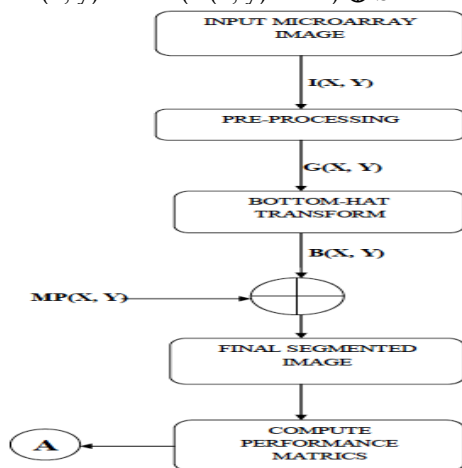 INPUT MICROARRAY
IMAGE
I(X, Y)
PRE-PROCESSING
G(X, Y)
BOTTOM-HAT
TRANSFORM
B(X, Y)
MP(X, Y)
FINAL SEGMENTED
IMAGE
COMPUTE
PERFORMANCE
MATRICS
A